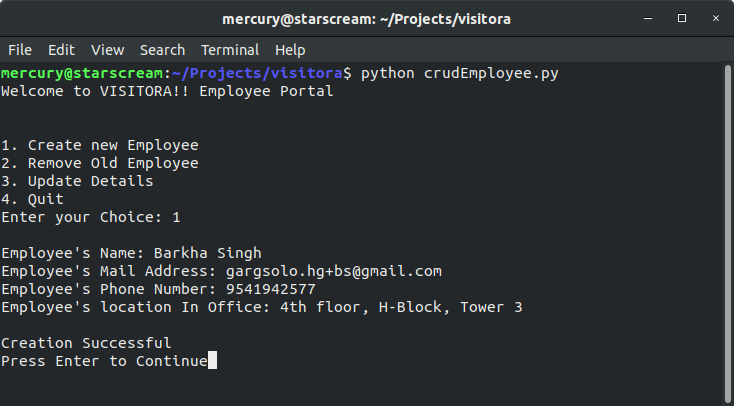 mercury@starscream: ~/Projects/visitora
File Edit View Search Terminal Help
mercury@starscream:~/Projects/visitora$ python crudEmployee.py
Welcome to VISITORA!! Employee Portal
1. Create new Employee
2. Remove Old Employee
3. Update Details
4. Quit
Enter your Choice: 1
Employee's Name: Barkha Singh
Employee's Mail Address: gargsolo.hg+bs@gmail.com
Employee's Phone Number: 9541942577
Employee's location In Office: 4th floor, H-Block, Tower 3
Creation Successful
Press Enter to Continue